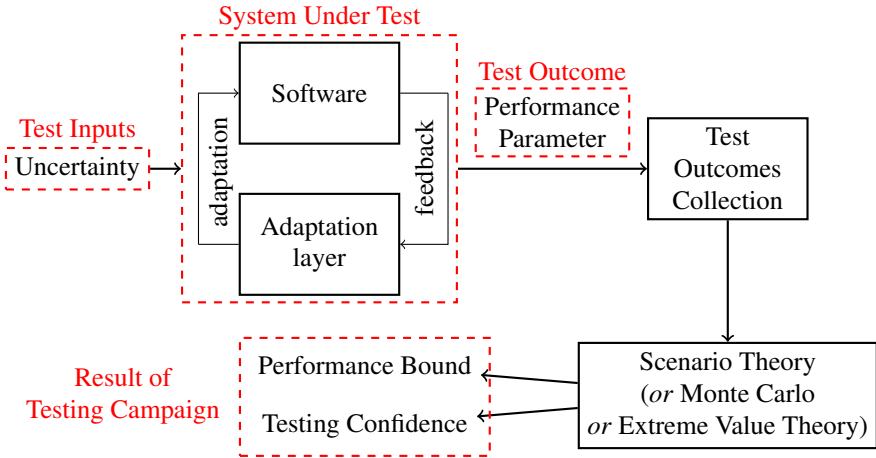 System Under Test
Software
adaptation
feedback
Adaptation
layer
Test Inputs
Uncertainty
Test Outcome
Performance
Parameter
Test
Outcomes
Collection
Scenario Theory
(or Monte Carlo
or Extreme Value Theory)
Performance Bound
Testing Confidence
Result of
Testing Campaign